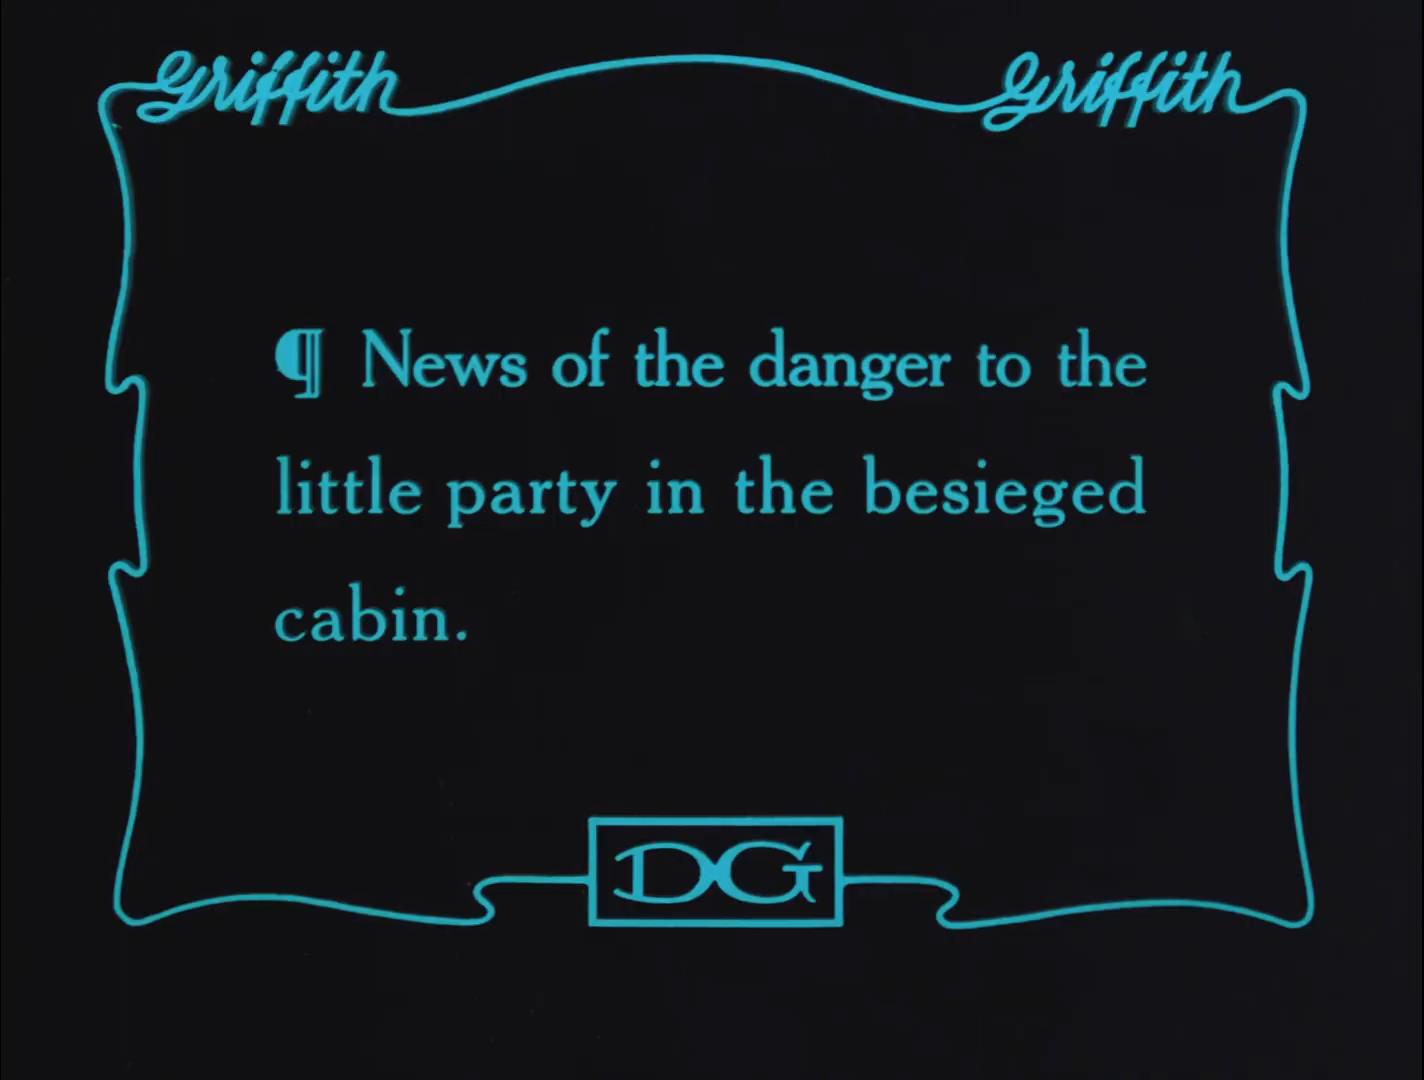 Griffith Griffith
¶ News of the danger to the
little party in the besieged
cabin.
DG